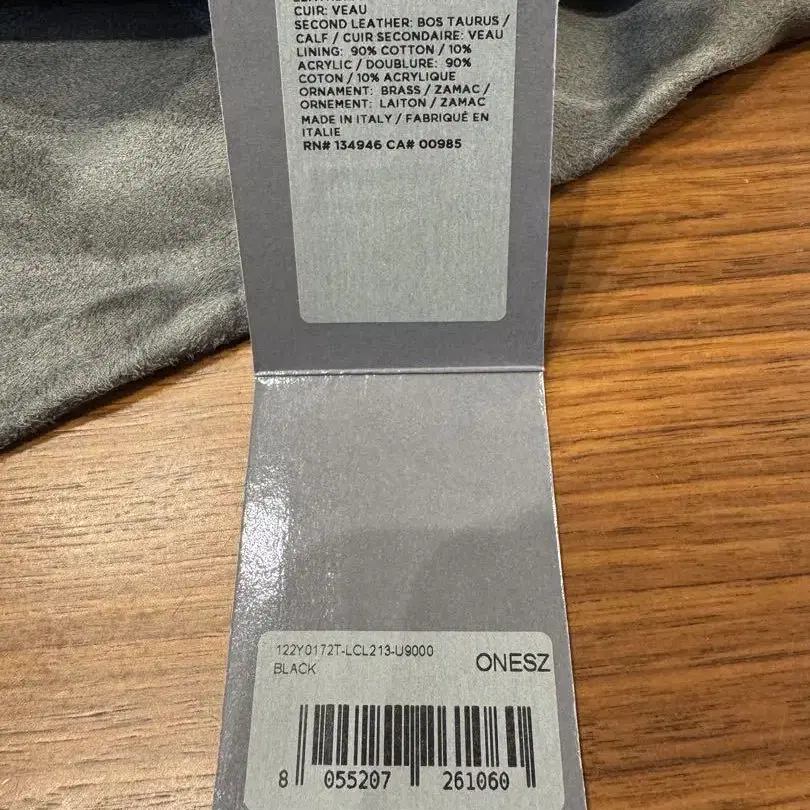 CUIR: VEAU
SECOND LEATHER: BOS TAURUS /
CALF / CUIR SECONDAIRE: VEAU
LINING: 90% COTTON / 10%
ACRYLIC / DOUBLURE: 90%
COTON / 10% ACRYLIQUE
ORNAMENT: BRASS / ZAMAC /
ORNEMENT: LAITON / ZAMAC
MADE IN ITALY / FABRIQUÉ EN
ITALIE
RN# 134946 CA# 00985
122Y0172T-LCL213-U9000
BLACK
ONESZ
8 055207 261060